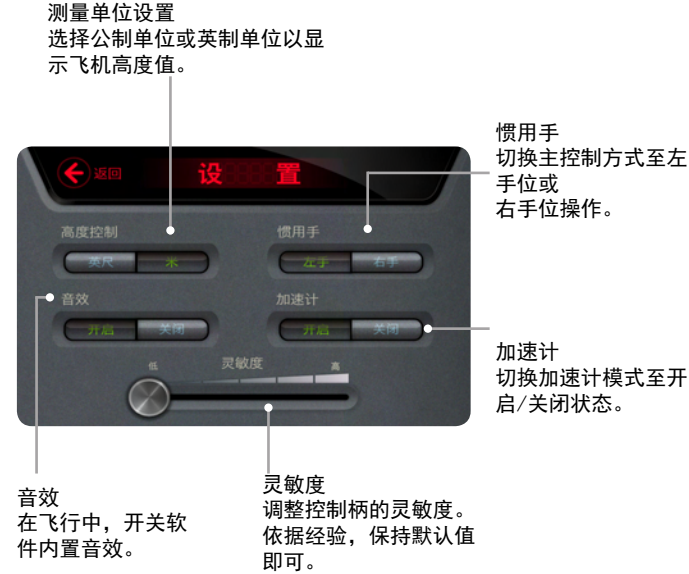 测量单位设置
选择公制单位或英制单位以显
示飞机高度值。
惯用手
切换主控制方式至左
手位或
右手位操作。
返回
设 置
高度控制
惯用手
英尺
米
左手
右手
音效
加速计
开启
关闭
开启
关闭
低
灵敏度
高
加速计
切换加速计模式至开
启/关闭状态。
音效
在飞行中，开关软
件内置音效。
灵敏度
调整控制柄的灵敏度。
依据经验，保持默认值
即可。